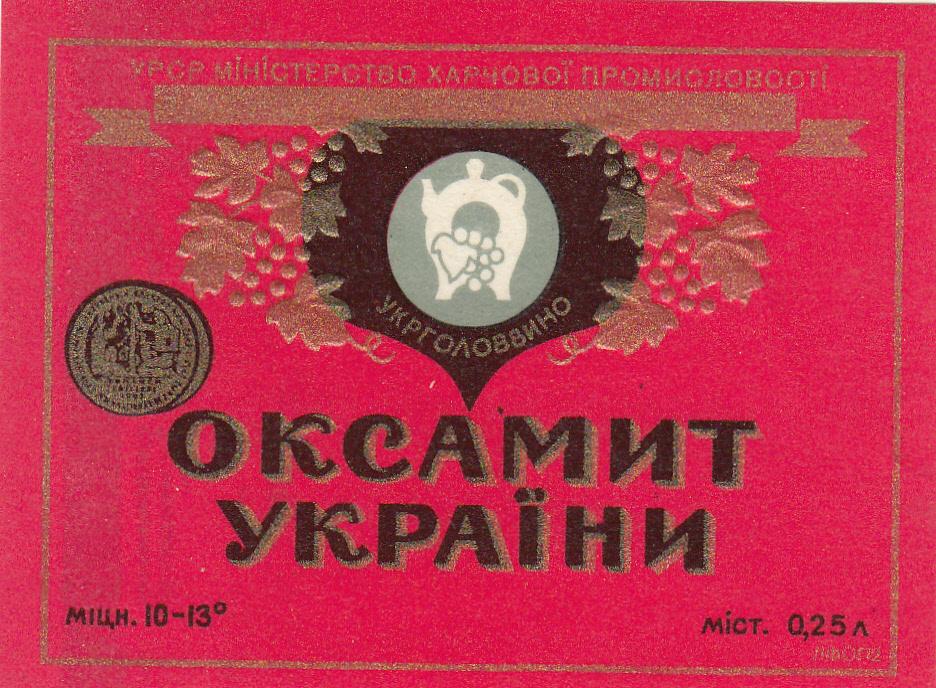 УРСР МІНІСТЕРСТВО ХАРЧОВОЇ ПРОМИСЛОВОСТІ
УКРГОЛОВВИНО
ОКСАМИТ
УКРАЇНИ
міцн. 10-13°
міст. 0,25 л